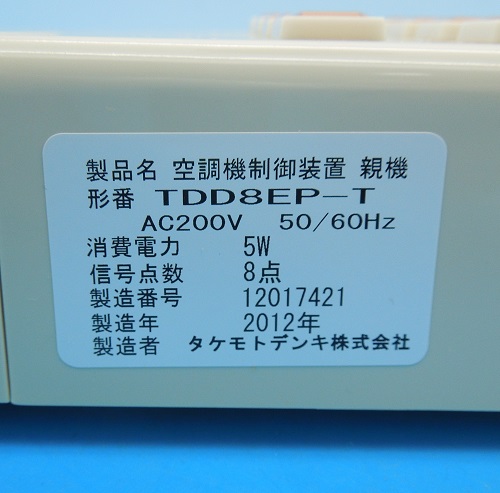 製品名 空調機制御装置 親機
形番 TDD8EP-T
AC200V 50/60Hz
消費電力 5W
信号点数 8点
製造番号 12017421
製造年 2012年
製造者 タケモトデンキ株式会社